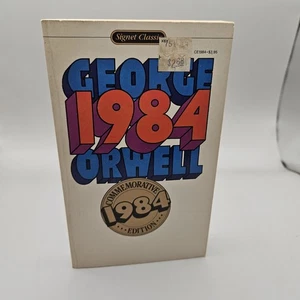 Signet Classic
GEORGE
1984
ORWELL
COMMEMORATIVE
1984
EDITION